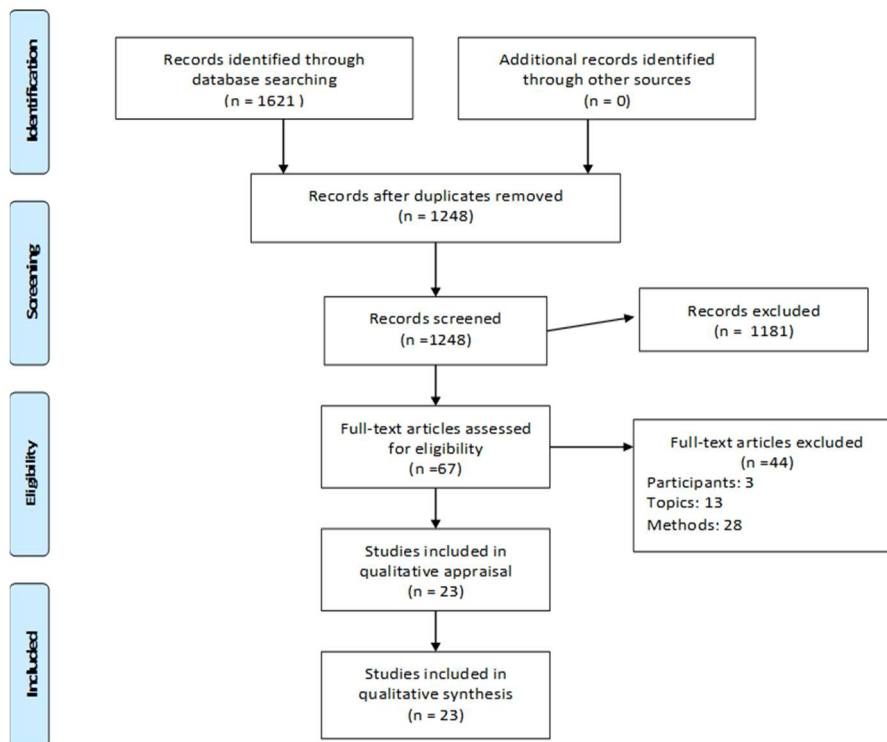 Identification
Records identified through
database searching
(n = 1621 )
Additional records identified
through other sources
(n = 0)
Records after duplicates removed
(n = 1248)
Screening
Records screened
(n =1248)
Records excluded
(n = 1181)
Eligibility
Full-text articles assessed
for eligibility
(n =67)
Full-text articles excluded
(n =44)
Participants: 3
Topics: 13
Methods: 28
Studies included in
qualitative appraisal
(n = 23)
Included
Studies included in
qualitative synthesis
(n = 23)